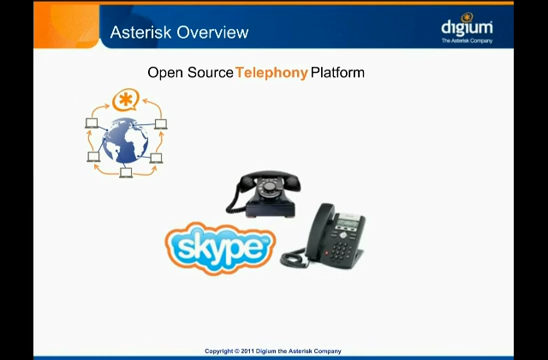 Asterisk Overview
digium
The Asterisk Company
Open Source Telephony Platform
skype
Copyright © 2011 Digium the Asterisk Company